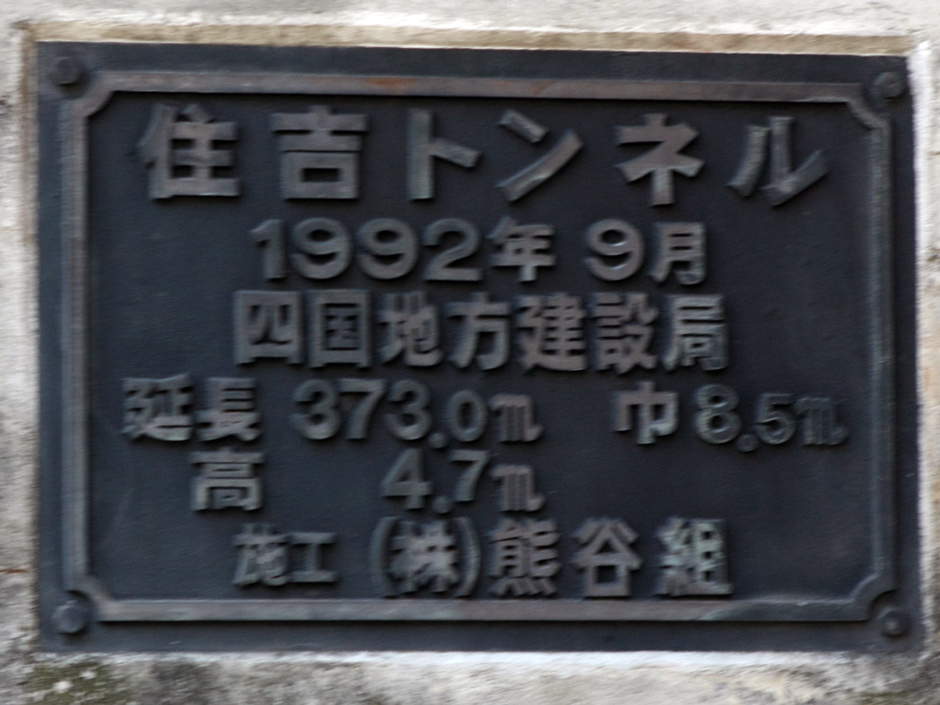 住吉トンネル
1992年 9月
四国地方建設局
延長 373.0m 巾 8.5m
高 4.7m
施工 (株)熊谷組